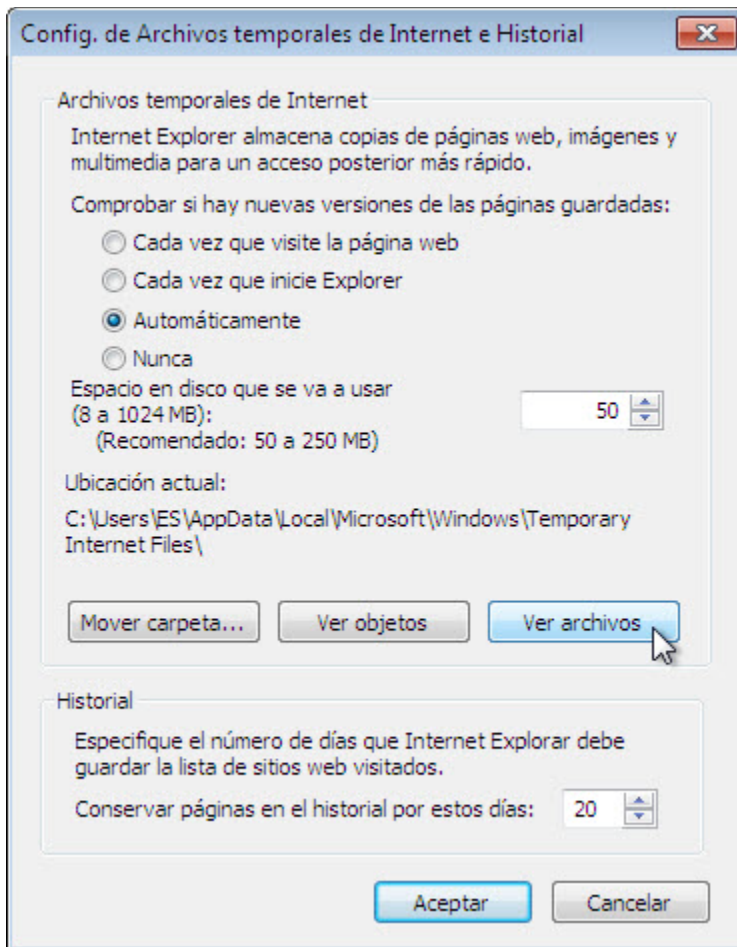 Config. de Archivos temporales de Internet e Historial
Archivos temporales de Internet
Internet Explorer almacena copias de páginas web, imágenes y
multimedia para un acceso posterior más rápido.
Comprobar si hay nuevas versiones de las páginas guardadas:
Cada vez que visite la página web
Cada vez que inicie Explorer
Automáticamente
Nunca
Espacio en disco que se va a usar
(8 a 1024 MB):
50
(Recomendado: 50 a 250 MB)
Ubicación actual:
C:\Users\ES\AppData\Local\Microsoft\Windows\Temporary
Internet Files\
Mover carpeta... Ver objetos Ver archivos
Historial
Especifique el número de días que Internet Explorar debe
guardar la lista de sitios web visitados.
Conservar páginas en el historial por estos días: 20
Aceptar Cancelar